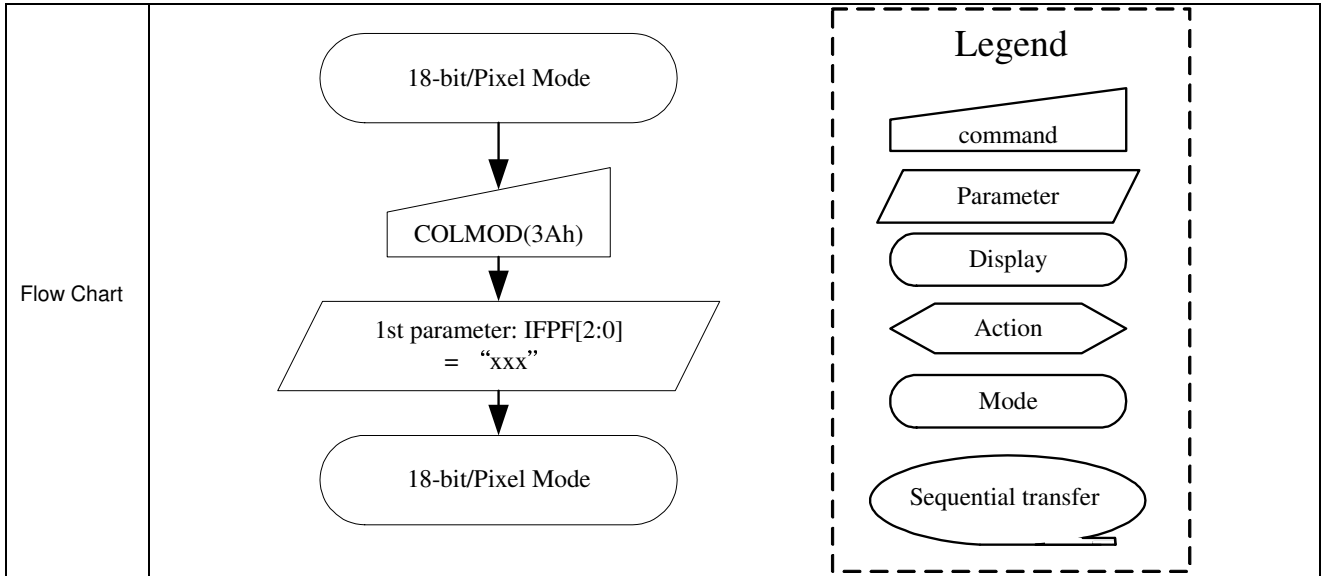 Flow Chart
18-bit/Pixel Mode
COLMOD(3Ah)
1st parameter: IFPF[2:0]
= “xxx”
18-bit/Pixel Mode
Legend
command
Parameter
Display
Action
Mode
Sequential transfer